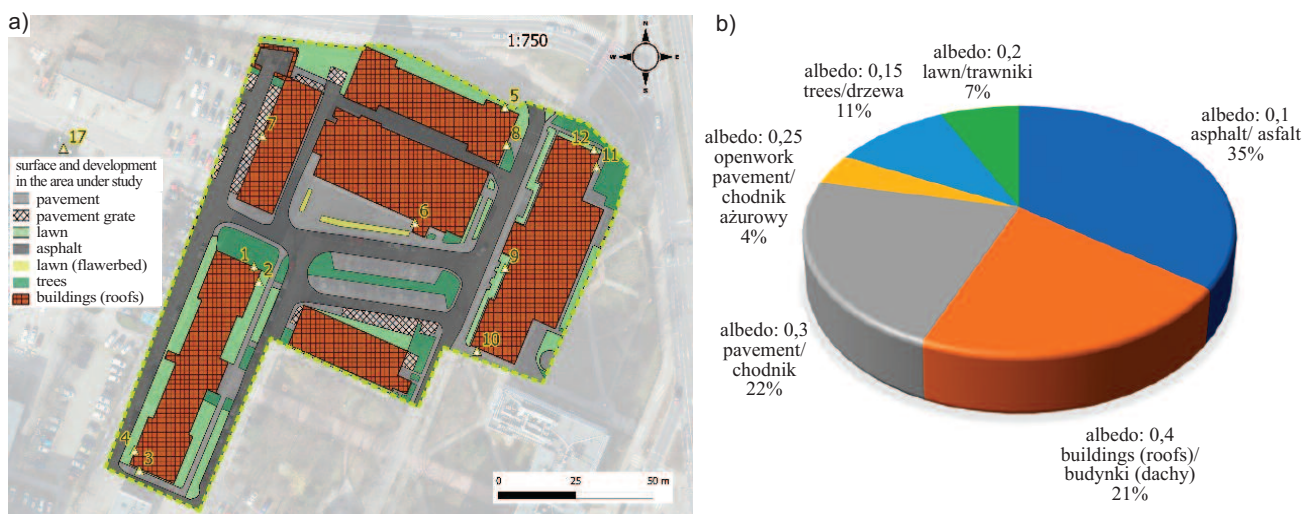 a)
1:750
N
W
E
S
5
8
12
11
7
17
6
9
1
2
10
4
3
surface and development
in the area under study
pavement
pavement grate
lawn
asphalt
lawn (flawerbed)
trees
buildings (roofs)
0
25
50 m
b)
albedo: 0,2
lawn/trawniki
7%
albedo: 0,15
trees/drzewa
11%
albedo: 0,1
asphalt/ asfalt
35%
albedo: 0,25
openwork
pavement/
chodnik
ażurowy
4%
albedo: 0,3
pavement/
chodnik
22%
albedo: 0,4
buildings (roofs)/
budynki (dachy)
21%